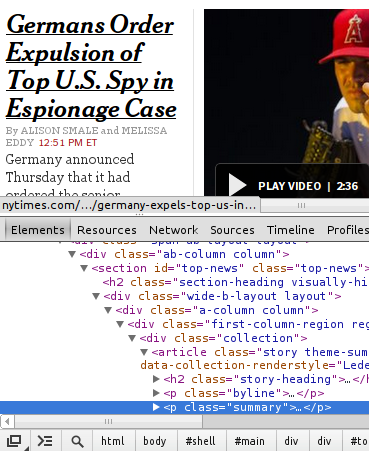 Germans Order
Expulsion of
Top U.S. Spy in
Espionage Case
By ALISON SMALE and MELISSA
EDDY 12:51 PM ET
Germany announced
Thursday that it had
ordered the senior
PLAY VIDEO | 2:36
nytimes.com/…/germany-expels-top-us-in…
Elements Resources Network Sources Timeline Profiles
<div class="span-ab-layout layout">
▼<div class="ab-column column">
▼<section id="top-news" class="top-news"
<h2 class="section-heading visually-hi
▼<div class="wide-b-layout layout">
▼<div class="a-column column">
▼<div class="first-column-region reg
▼<div class="collection">
▼<article class="story theme-sum
data-collection-renderstyle="Lede
▶<h2 class="story-heading">…</h
▶<p class="byline">…</p>
▶<p class="summary">…</p>
html body #shell #main div div #to